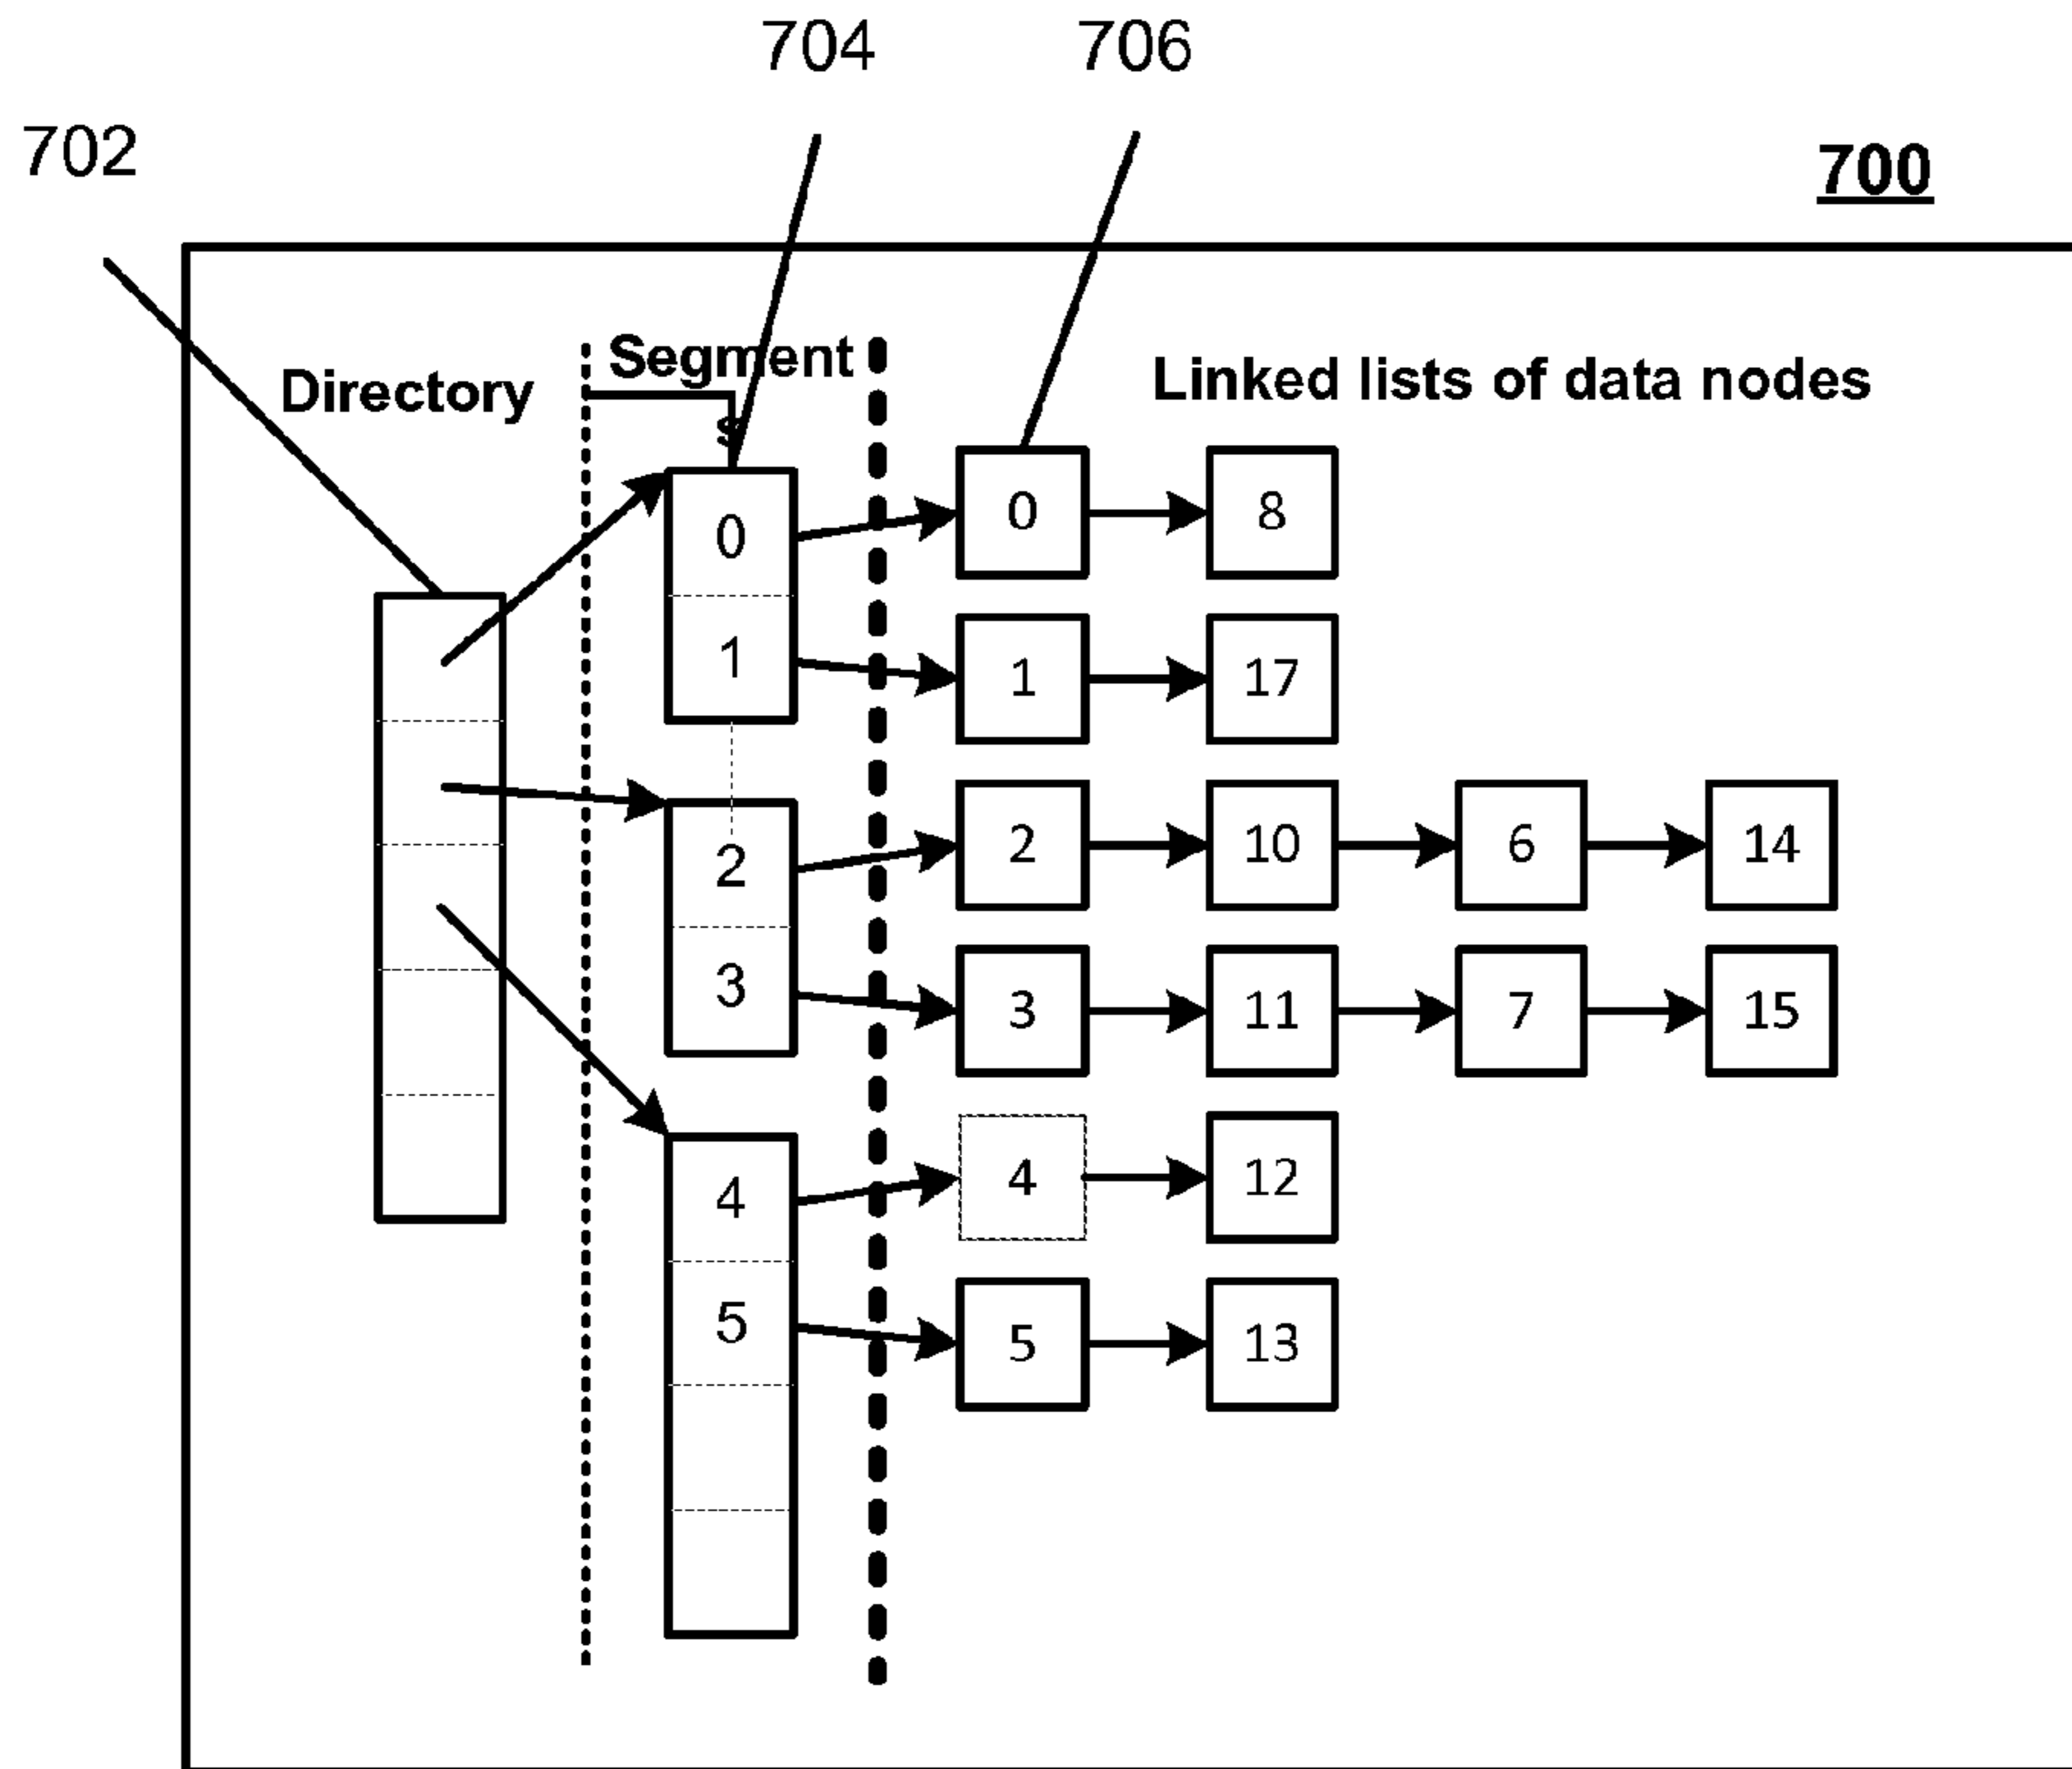 704 706
702
700
Segment
s
Directory
Linked lists of data nodes
0 0 8
1 1 17
2 2 10 6 14
3 3 11 7 15
4 4 12
5 5 13